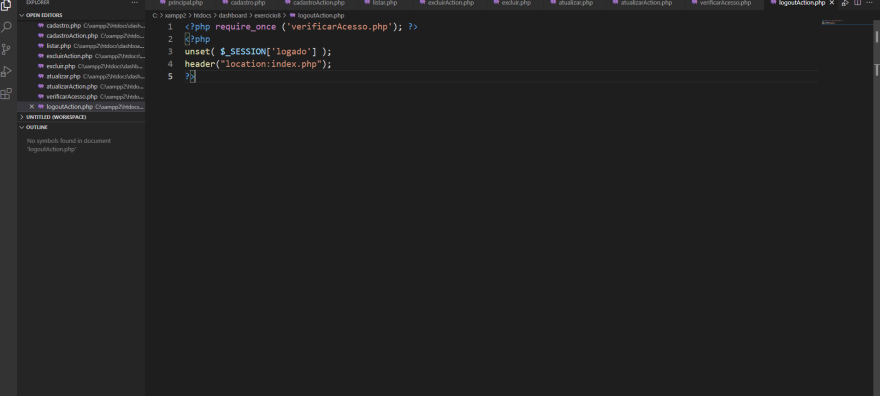 EXPLORER
principal.php cadastro.php cadastroAction.php listar.php excluirAction.php excluir.php atualizar.php atualizarAction.php verificarAcesso.php logoutAction.php
OPEN EDITORS
C: > xampp2 > htdocs > dashboard > exercicio8 > logoutAction.php
cadastro.php C:\xampp2\htdocs\dash...
cadastroAction.php C:\xampp2\htdo...
listar.php C:\xampp2\htdocs\dashboa...
excluirAction.php C:\xampp2\htdoc...
excluir.php C:\xampp2\htdocs\dashb...
atualizar.php C:\xampp2\htdocs\dash...
atualizarAction.php C:\xampp2\htdo...
verificarAcesso.php C:\xampp2\htdo...
logoutAction.php C:\xampp2\htdocs...
UNTITLED (WORKSPACE)
OUTLINE
No symbols found in document
'logoutAction.php'
1 <?php require_once ('verificarAcesso.php'); ?>
2 <?php
3 unset( $_SESSION['logado'] );
4 header("location:index.php");
5 ?>